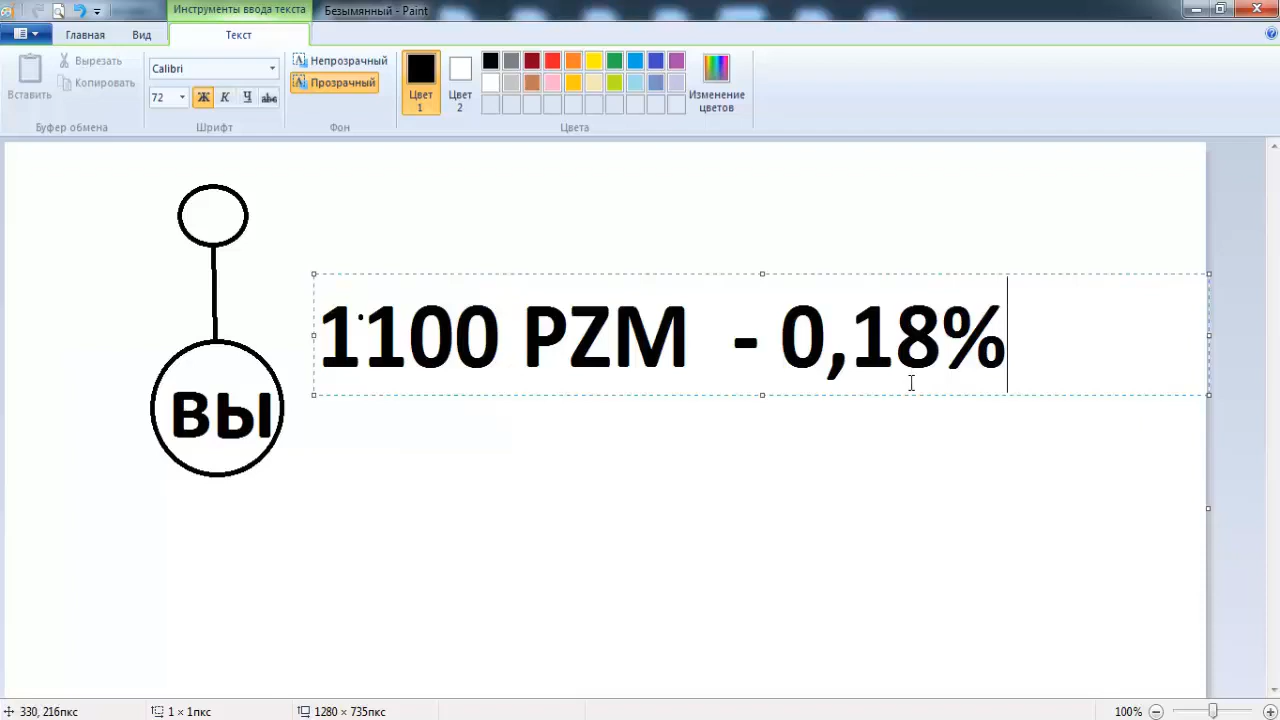 Инструменты ввода текста
Безымянный - Paint
Главная
Вид
Текст
Вставить
Вырезать
Копировать
Буфер обмена
Calibri
72
Ж К Ч abc
Шрифт
Непрозрачный
Прозрачный
Фон
Цвет
1
Цвет
2
Изменение
цветов
Цвета
1100 PZM - 0,18%
вы
330, 216пкс
1 × 1пкс
1280 × 735пкс
100%